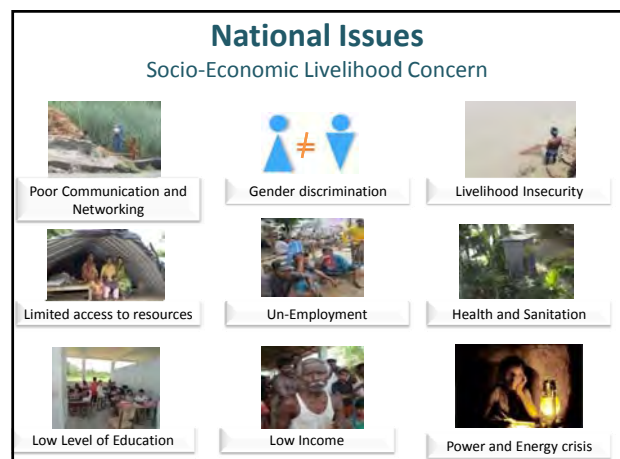 National Issues
Socio-Economic Livelihood Concern
Poor Communication and
Networking
Gender discrimination
Livelihood Insecurity
Limited access to resources
Un-Employment
Health and Sanitation
Low Level of Education
Low Income
Power and Energy crisis